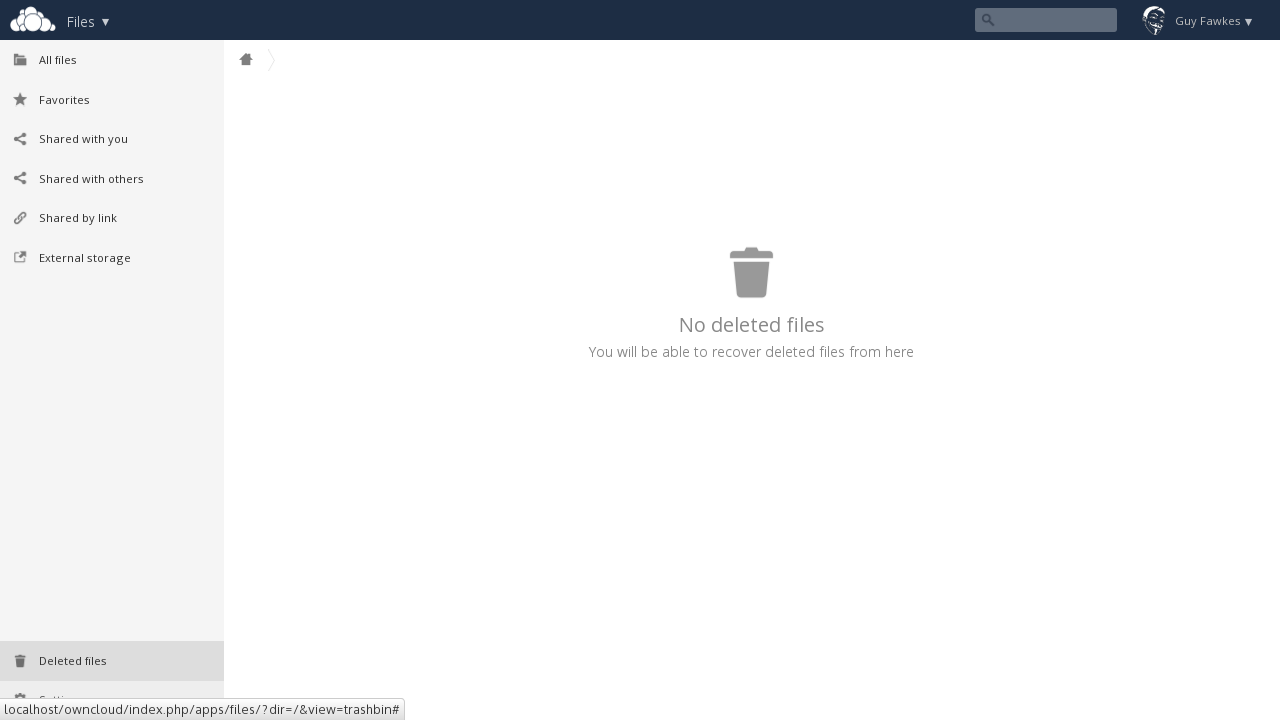 Files ▼
Guy Fawkes ▼
All files
Favorites
Shared with you
Shared with others
Shared by link
External storage
No deleted files
You will be able to recover deleted files from here
Deleted files
localhost/owncloud/index.php/apps/files/?dir=/&view=trashbin#